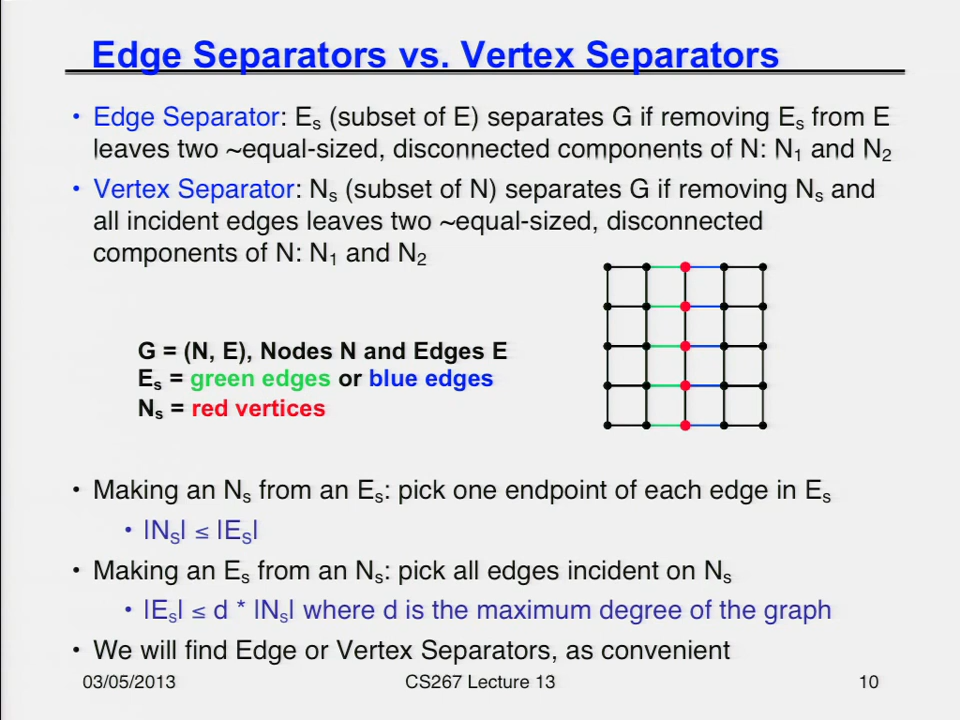 Edge Separators vs. Vertex Separators
• Edge Separator: Es (subset of E) separates G if removing Es from E
leaves two ~equal-sized, disconnected components of N: N1 and N2
• Vertex Separator: Ns (subset of N) separates G if removing Ns and
all incident edges leaves two ~equal-sized, disconnected
components of N: N1 and N2
G = (N, E), Nodes N and Edges E
Es = green edges or blue edges
Ns = red vertices
• Making an Ns from an Es: pick one endpoint of each edge in Es
• |NS| ≤ |ES|
• Making an Es from an Ns: pick all edges incident on Ns
• |Es| ≤ d * |Ns| where d is the maximum degree of the graph
• We will find Edge or Vertex Separators, as convenient
03/05/2013 CS267 Lecture 13 10